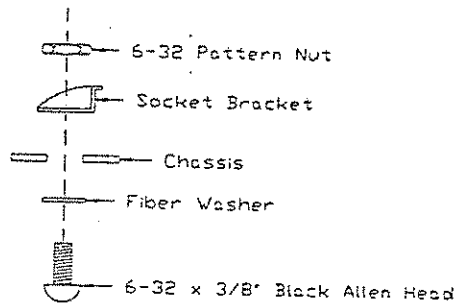 6-32 Pattern Nut
Socket Bracket
Chassis
Fiber Washer
6-32 x 3/8" Black Allen Head